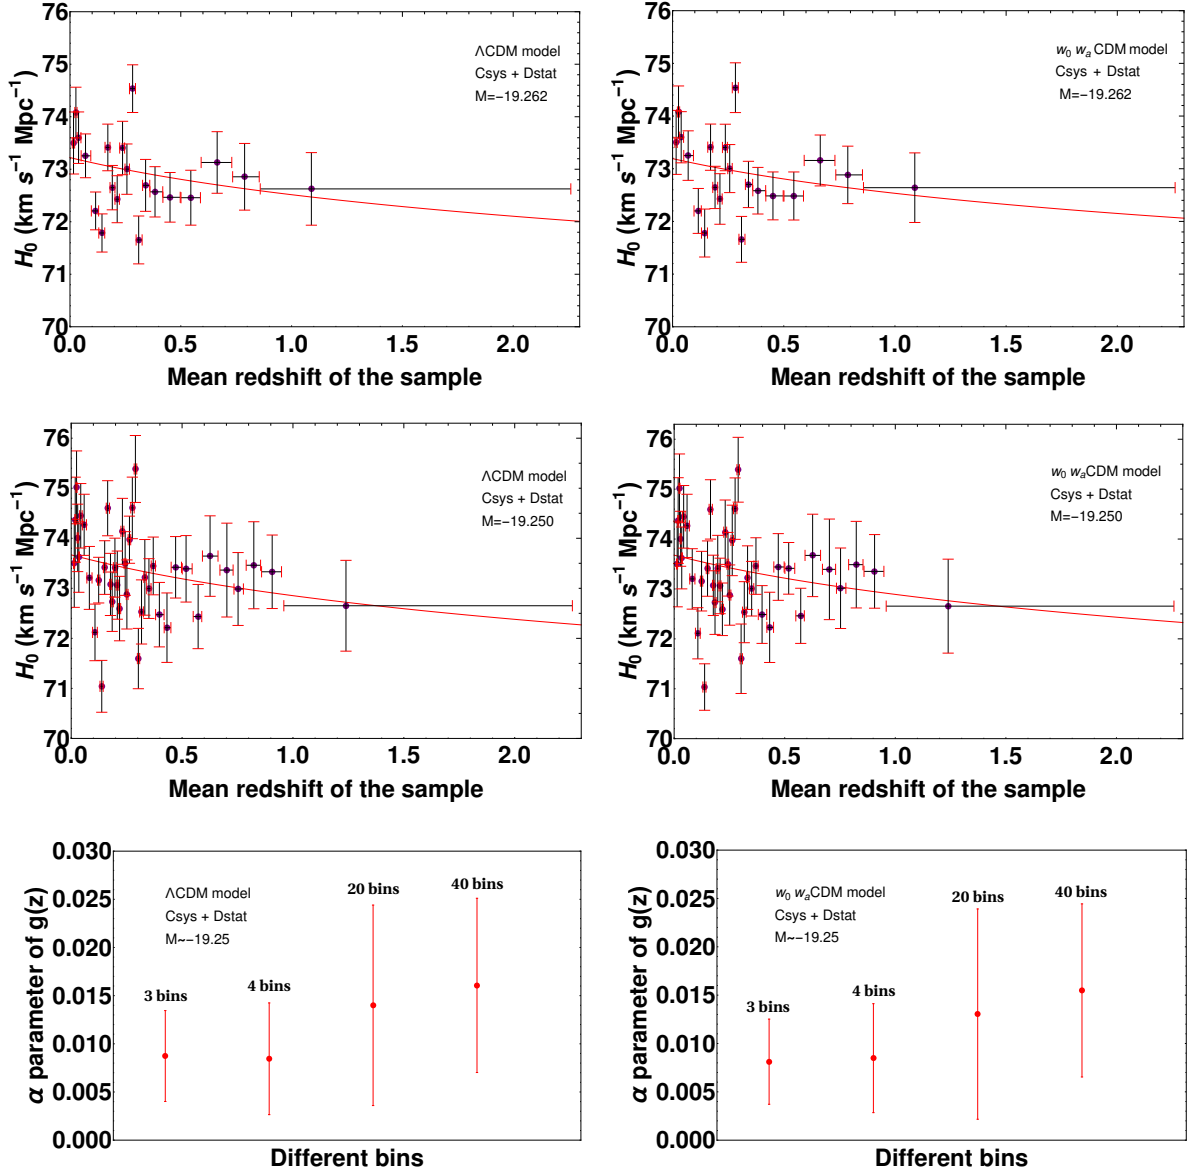 76
75
74
73
72
71
70
H₀ (km s⁻¹ Mpc⁻¹)
ΛCDM model
Csys + Dstat
M=−19.262
0.0 0.5 1.0 1.5 2.0
Mean redshift of the sample
76
75
74
73
72
71
70
H₀ (km s⁻¹ Mpc⁻¹)
w₀ wₐ CDM model
Csys + Dstat
M=−19.262
0.0 0.5 1.0 1.5 2.0
Mean redshift of the sample
76
75
74
73
72
71
70
H₀ (km s⁻¹ Mpc⁻¹)
ΛCDM model
Csys + Dstat
M=−19.250
0.0 0.5 1.0 1.5 2.0
Mean redshift of the sample
76
75
74
73
72
71
70
H₀ (km s⁻¹ Mpc⁻¹)
w₀ wₐCDM model
Csys + Dstat
M=−19.250
0.0 0.5 1.0 1.5 2.0
Mean redshift of the sample
0.030
0.025
0.020
0.015
0.010
0.005
0.000
α parameter of g(z)
ΛCDM model
Csys + Dstat
M~−19.25
3 bins
4 bins
20 bins
40 bins
Different bins
0.030
0.025
0.020
0.015
0.010
0.005
0.000
α parameter of g(z)
w₀ wₐCDM model
Csys + Dstat
M~−19.25
3 bins
4 bins
20 bins
40 bins
Different bins